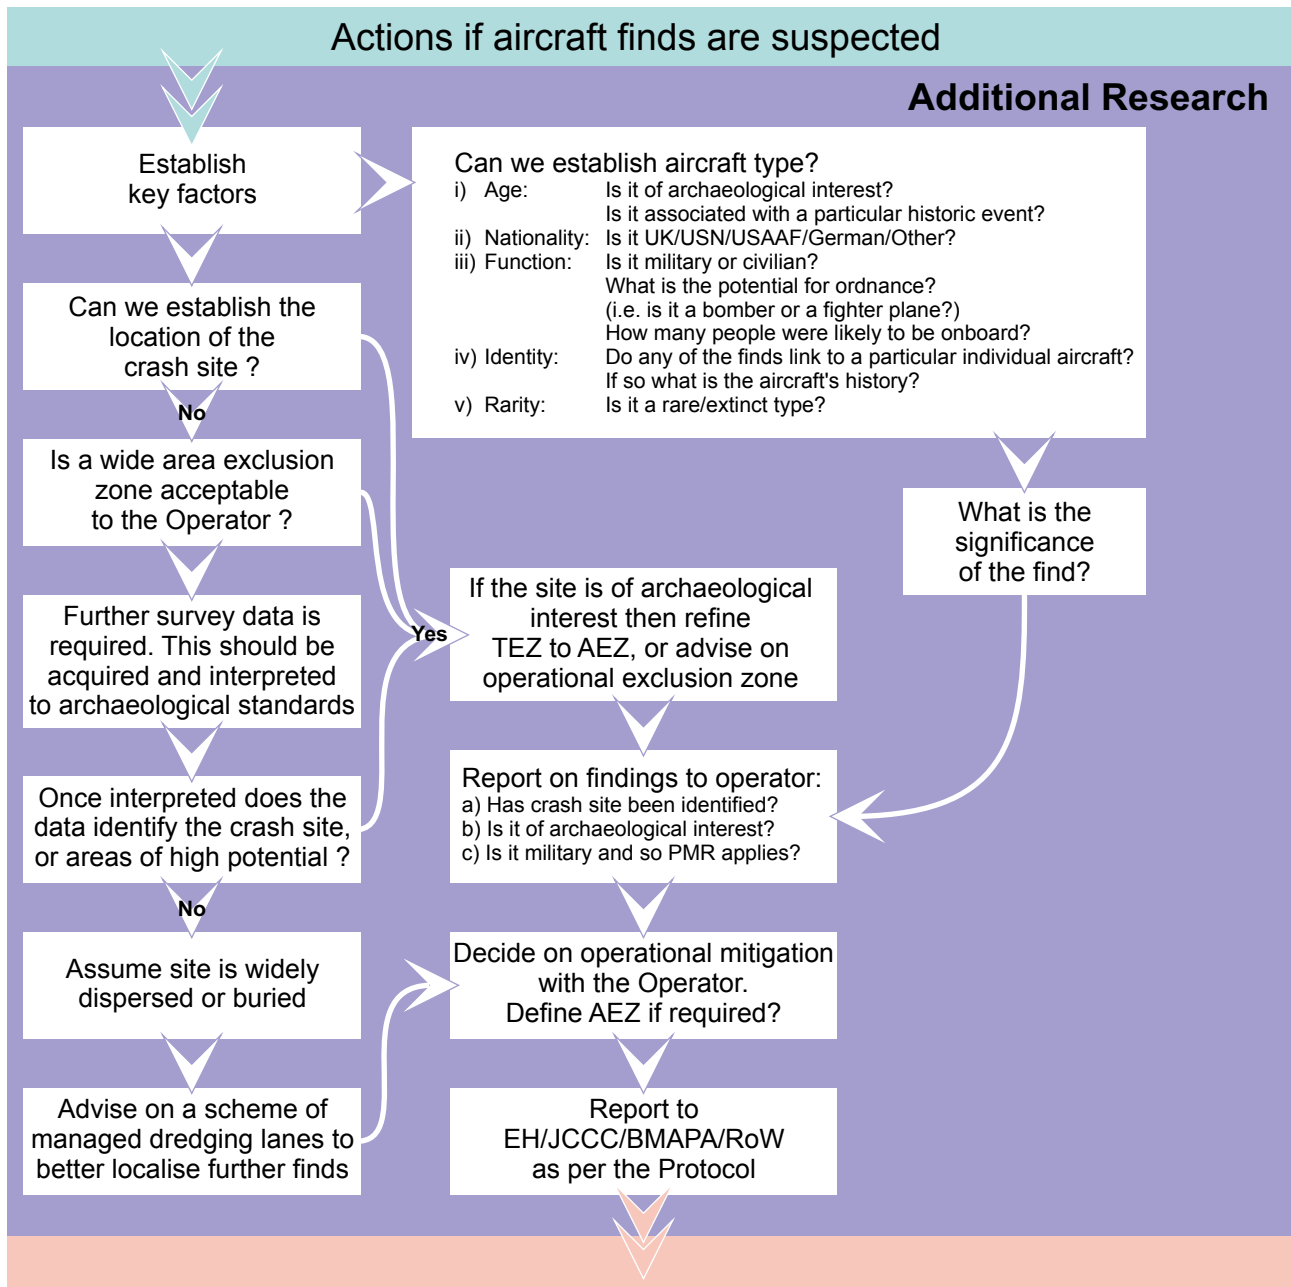 Actions if aircraft finds are suspected
Additional Research
Establish
key factors
Can we establish aircraft type?
i) Age: Is it of archaeological interest?
Is it associated with a particular historic event?
ii) Nationality: Is it UK/USN/USAAF/German/Other?
iii) Function: Is it military or civilian?
What is the potential for ordnance?
(i.e. is it a bomber or a fighter plane?)
How many people were likely to be onboard?
iv) Identity: Do any of the finds link to a particular individual aircraft?
If so what is the aircraft's history?
v) Rarity: Is it a rare/extinct type?
Can we establish the
location of the
crash site ?
No
Is a wide area exclusion
zone acceptable
to the Operator ?
Further survey data is
required. This should be
acquired and interpreted
to archaeological standards
Once interpreted does the
data identify the crash site,
or areas of high potential ?
No
Assume site is widely
dispersed or buried
Advise on a scheme of
managed dredging lanes to
better localise further finds
Yes
If the site is of archaeological
interest then refine
TEZ to AEZ, or advise on
operational exclusion zone
What is the
significance
of the find?
Report on findings to operator:
a) Has crash site been identified?
b) Is it of archaeological interest?
c) Is it military and so PMR applies?
Decide on operational mitigation
with the Operator.
Define AEZ if required?
Report to
EH/JCCC/BMAPA/RoW
as per the Protocol